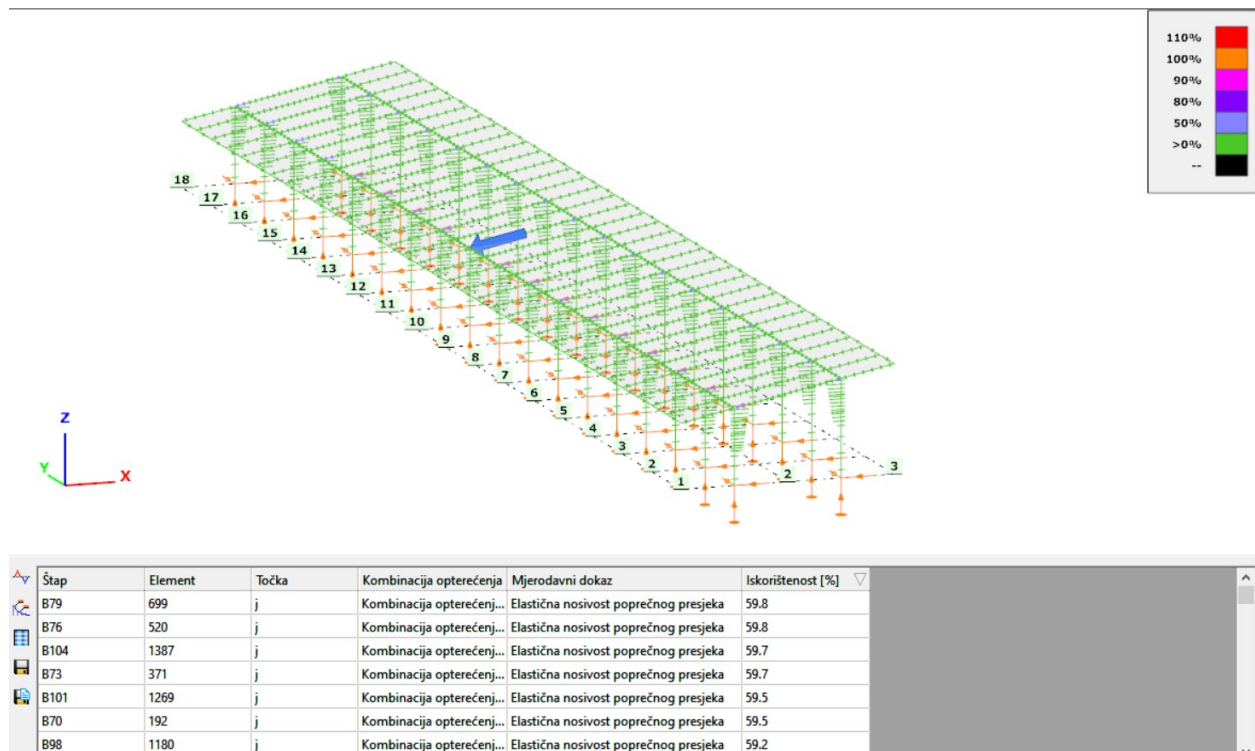 110%
100%
90%
80%
50%
>0%
--
18
17
16
15
14
13
12
11
10
9
8
7
6
5
4
3
2
1
2
3
Z
Y
X
Štap Element Točka Kombinacija opterećenja Mjerodavni dokaz Iskorištenost [%]
B79 699 j Kombinacija opterećenj... Elastična nosivost poprečnog presjeka 59.8
B76 520 j Kombinacija opterećenj... Elastična nosivost poprečnog presjeka 59.8
B104 1387 j Kombinacija opterećenj... Elastična nosivost poprečnog presjeka 59.7
B73 371 j Kombinacija opterećenj... Elastična nosivost poprečnog presjeka 59.7
B101 1269 j Kombinacija opterećenj... Elastična nosivost poprečnog presjeka 59.5
B70 192 j Kombinacija opterećenj... Elastična nosivost poprečnog presjeka 59.5
B98 1180 j Kombinacija opterećenj... Elastična nosivost poprečnog presjeka 59.2